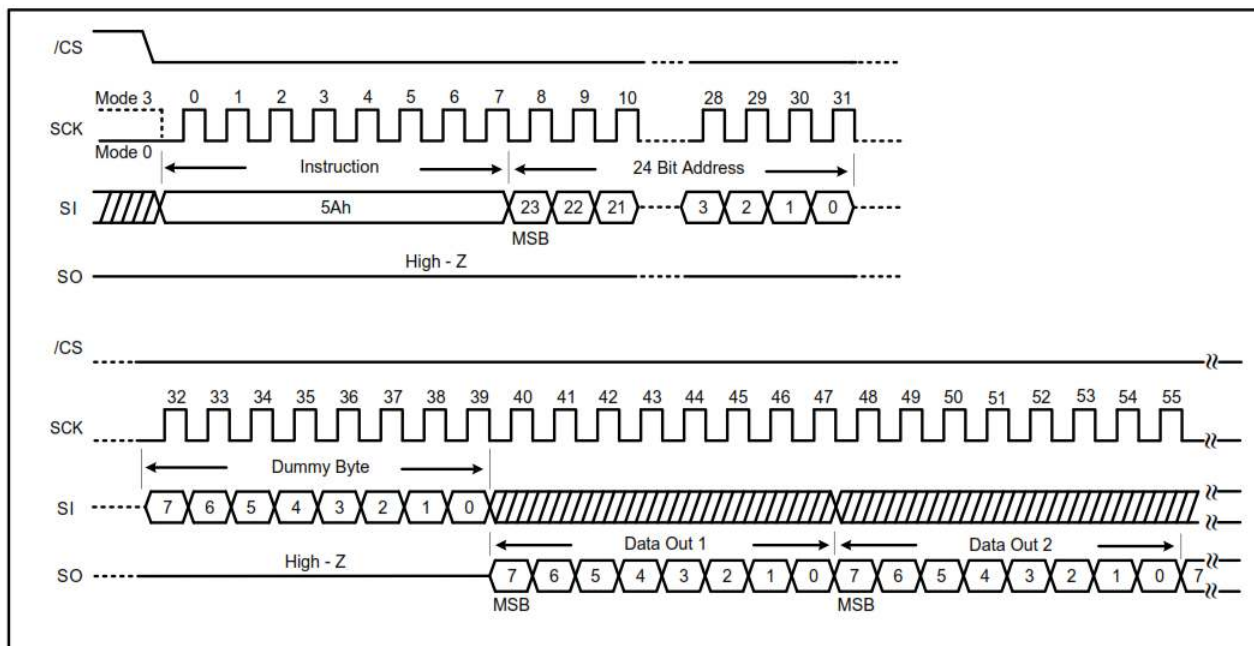 /CS
Mode 3 0 1 2 3 4 5 6 7 8 9 10 28 29 30 31
SCK
Mode 0
Instruction 24 Bit Address
SI 5Ah 23 22 21 3 2 1 0
MSB
High - Z
SO
/CS
32 33 34 35 36 37 38 39 40 41 42 43 44 45 46 47 48 49 50 51 52 53 54 55
SCK
Dummy Byte
SI 7 6 5 4 3 2 1 0
Data Out 1 Data Out 2
High - Z
SO 7 6 5 4 3 2 1 0 7 6 5 4 3 2 1 0 7
MSB MSB